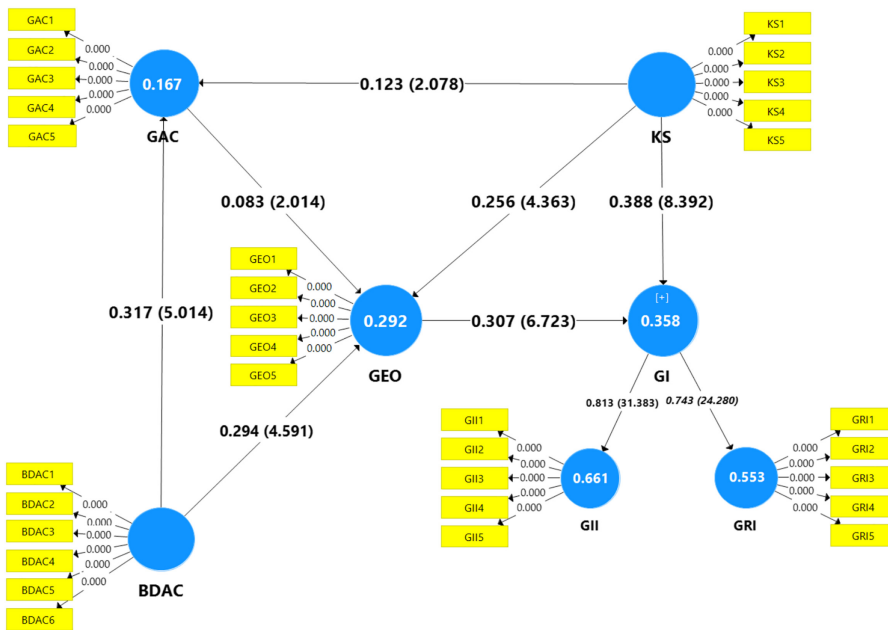 GAC1
GAC2
GAC3
GAC4
GAC5
0.000
0.000
0.000
0.000
0.000
0.167
GAC
0.123 (2.078)
KS
KS1
KS2
KS3
KS4
KS5
0.000
0.000
0.000
0.000
0.000
0.083 (2.014)
0.256 (4.363)
0.388 (8.392)
0.317 (5.014)
GEO1
GEO2
GEO3
GEO4
GEO5
0.000
0.000
0.000
0.000
0.000
0.292
GEO
0.307 (6.723)
[+]
0.358
GI
0.294 (4.591)
0.813 (31.383)
0.743 (24.280)
GII1
GII2
GII3
GII4
GII5
0.000
0.000
0.000
0.000
0.000
0.661
GII
0.553
GRI
GRI1
GRI2
GRI3
GRI4
GRI5
0.000
0.000
0.000
0.000
0.000
BDAC1
BDAC2
BDAC3
BDAC4
BDAC5
BDAC6
0.000
0.000
0.000
0.000
0.000
0.000
BDAC